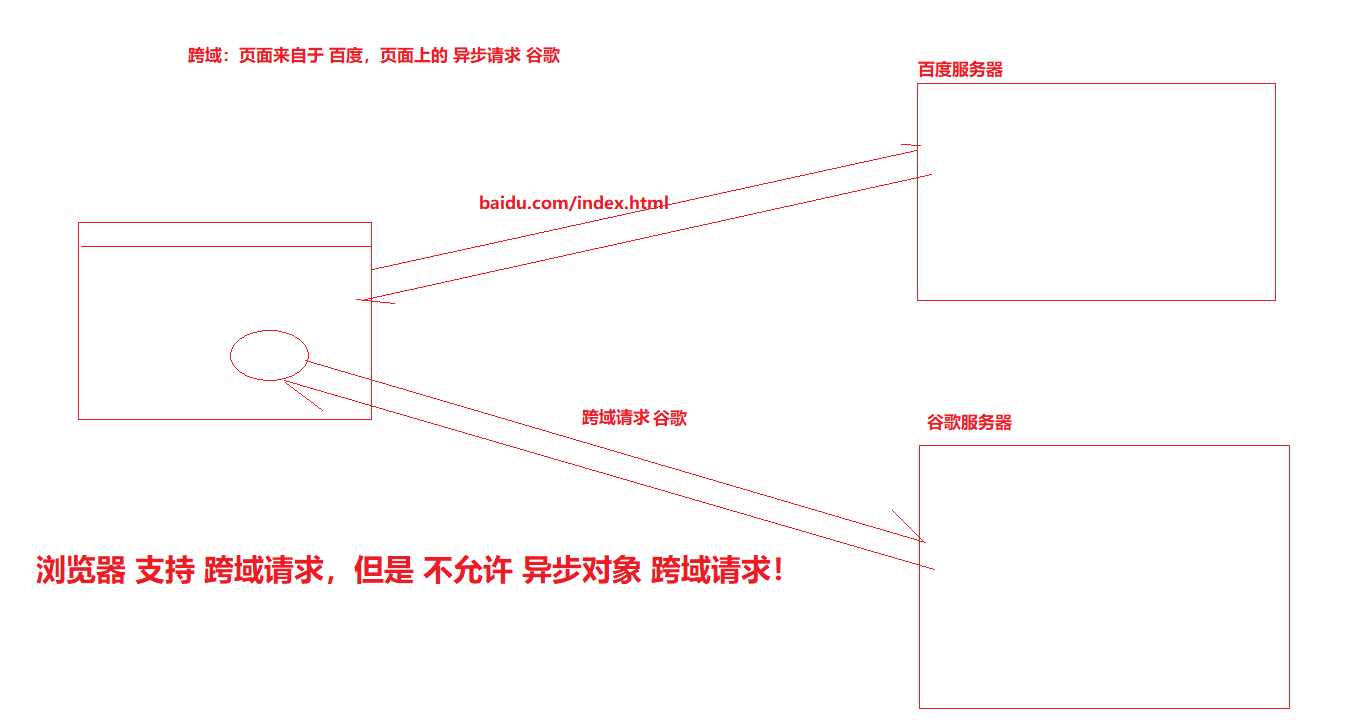 跨域：页面来自于 百度，页面上的 异步请求 谷歌
百度服务器
baidu.com/index.html
跨域请求 谷歌
谷歌服务器
浏览器 支持 跨域请求，但是 不允许 异步对象 跨域请求！